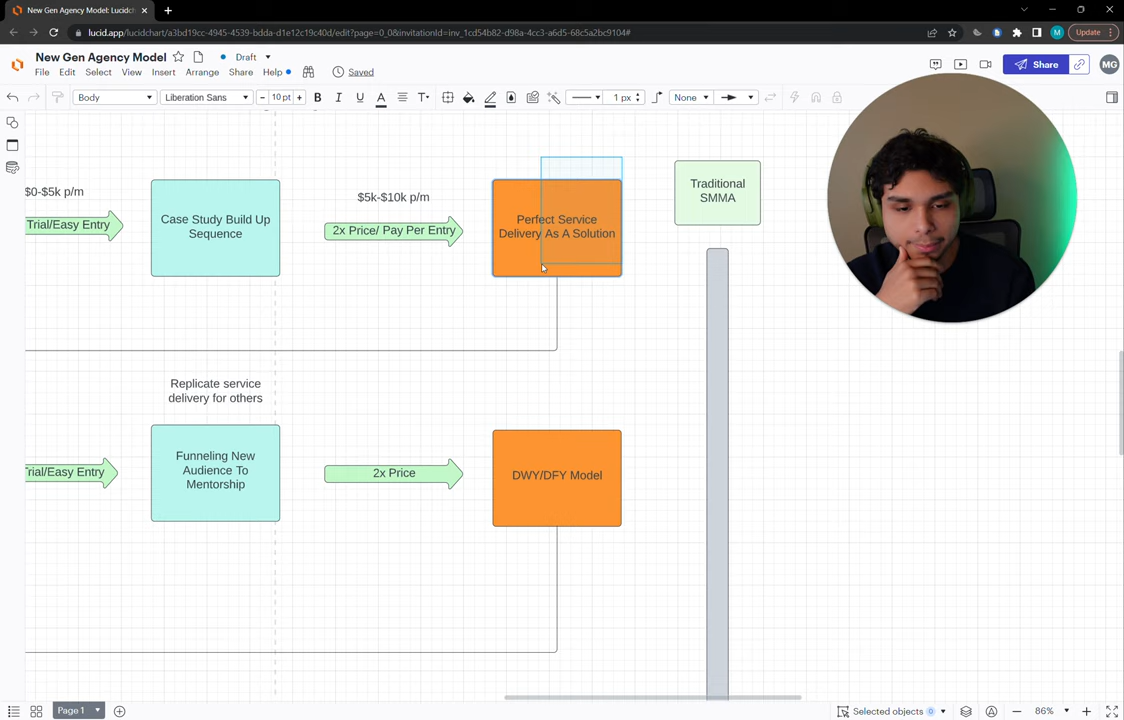 New Gen Agency Model: Lucidch
lucid.app/lucidchart/a3bd19cc-4945-4539-bdda-d1e12c19c40d/edit?page=0_0&invitationId=inv_1cd54b82-d98a-4cc3-a6d5-68c5a2bc9104#
M
Update
New Gen Agency Model
Draft
File Edit Select View Insert Arrange Share Help
Saved
Share
MG
Body
Liberation Sans
10 pt
B I U A T
1 px
None
$0-$5k p/m
Trial/Easy Entry
Case Study Build Up
Sequence
$5k-$10k p/m
2x Price/ Pay Per Entry
Perfect Service
Delivery As A Solution
Traditional
SMMA
Replicate service
delivery for others
Trial/Easy Entry
Funneling New
Audience To
Mentorship
2x Price
DWY/DFY Model
Page 1
Selected objects 0
86%